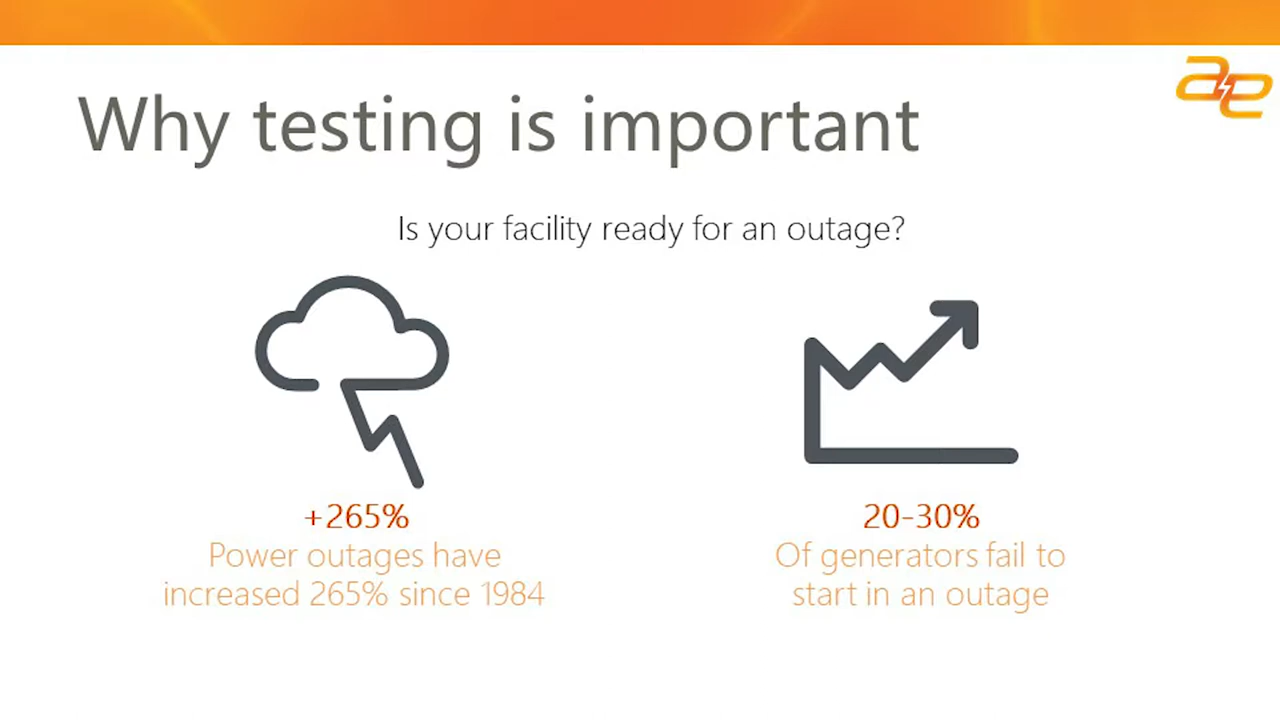 ae
Why testing is important
Is your facility ready for an outage?
+265%
Power outages have
increased 265% since 1984
20-30%
Of generators fail to
start in an outage